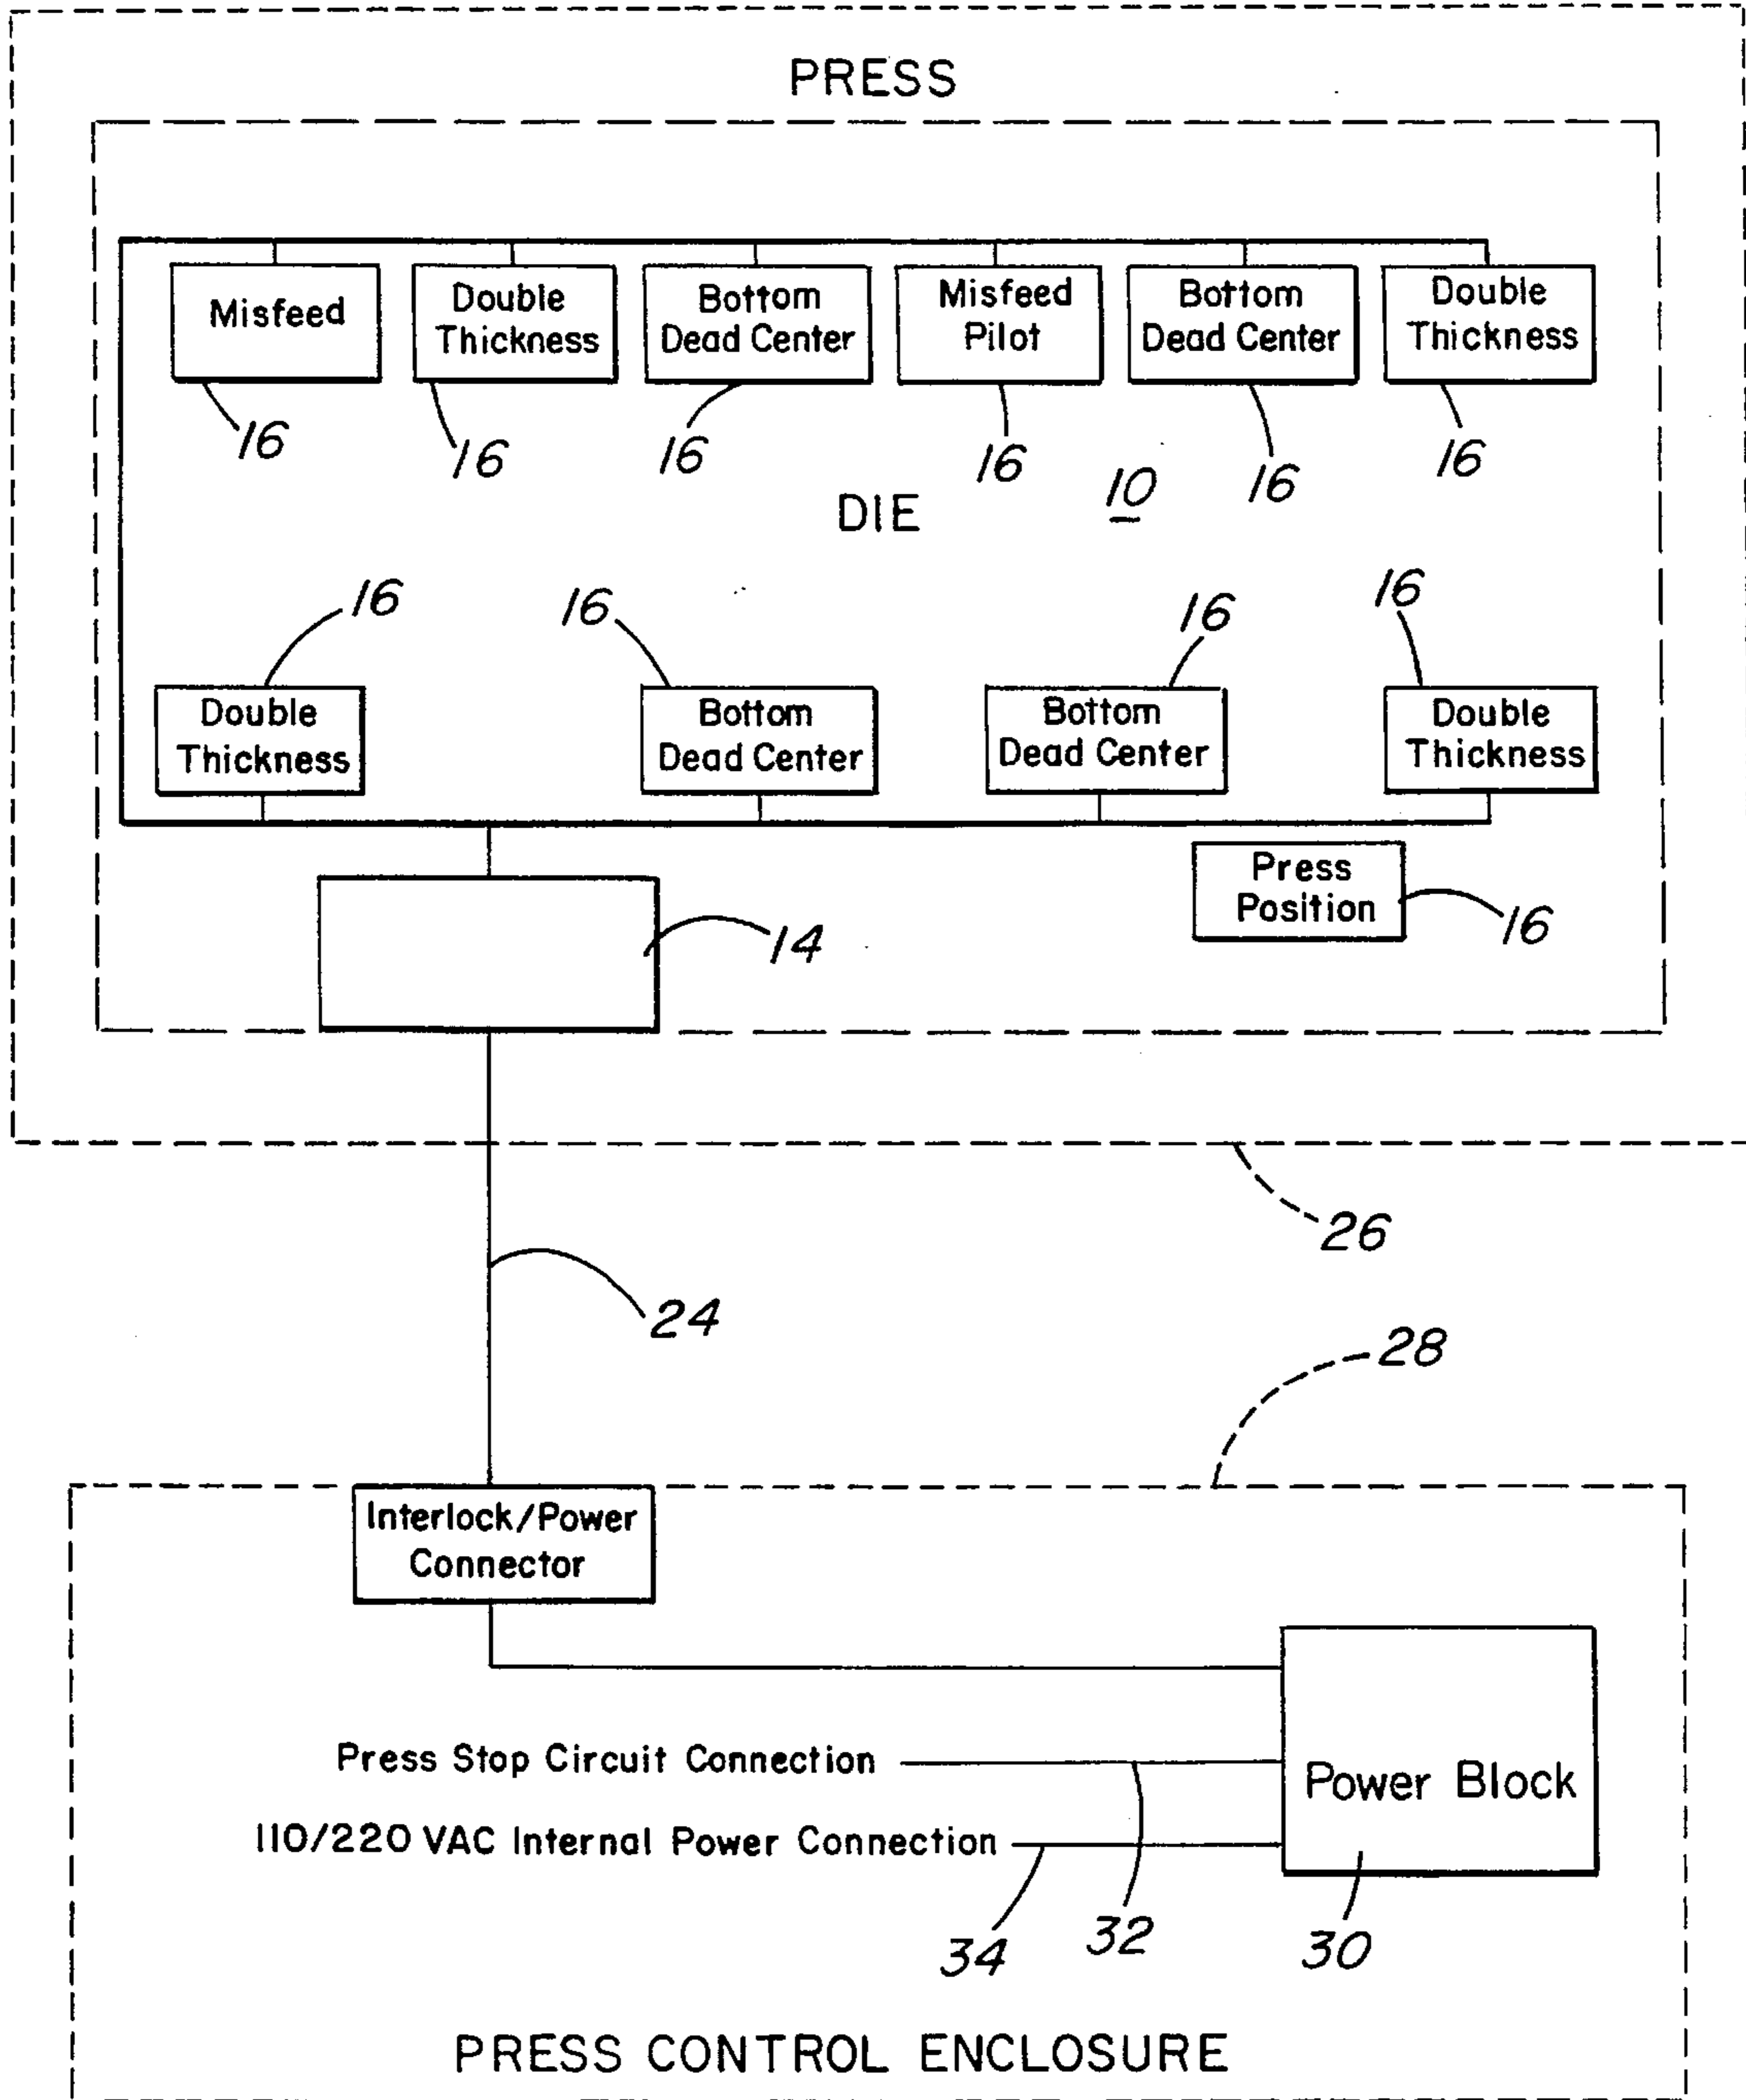 PRESS
Misfeed
Double
Thickness
Bottom
Dead Center
Misfeed
Pilot
Bottom
Dead Center
Double
Thickness
16
16
16
16
16
16
DIE
10
16
16
16
16
Double
Thickness
Bottom
Dead Center
Bottom
Dead Center
Double
Thickness
Press
Position
16
14
26
24
28
Interlock/Power
Connector
Press Stop Circuit Connection
Power Block
110/220 VAC Internal Power Connection
34
32
30
PRESS CONTROL ENCLOSURE